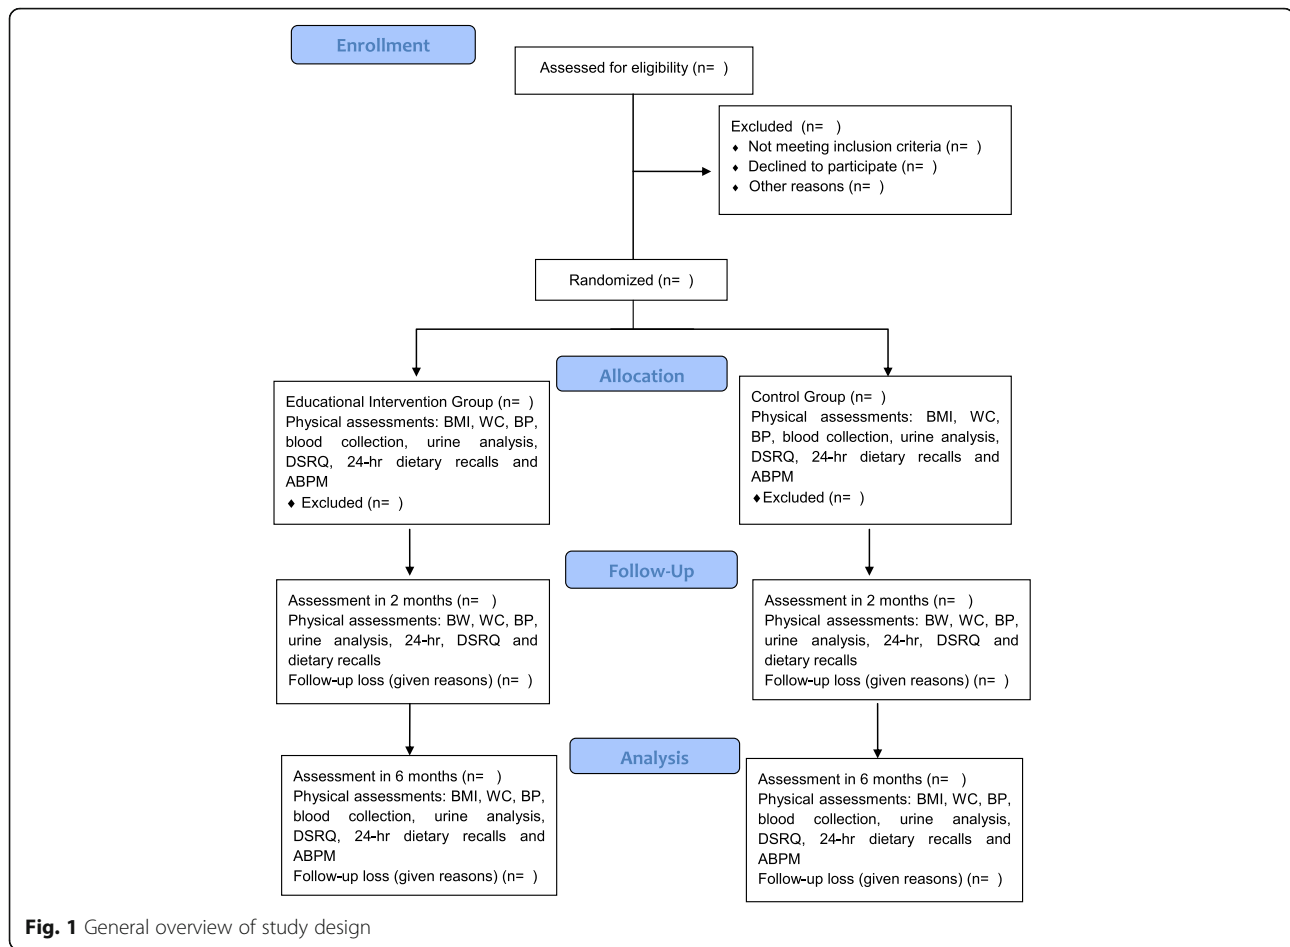 Enrollment
Assessed for eligibility (n= )
Excluded (n= )
♦ Not meeting inclusion criteria (n= )
♦ Declined to participate (n= )
♦ Other reasons (n= )
Randomized (n= )
Allocation
Educational Intervention Group (n= )
Physical assessments: BMI, WC, BP,
blood collection, urine analysis,
DSRQ, 24-hr dietary recalls and
ABPM
♦ Excluded (n= )
Control Group (n= )
Physical assessments: BMI, WC,
BP, blood collection, urine analysis,
DSRQ, 24-hr dietary recalls and
ABPM
♦Excluded (n= )
Follow-Up
Assessment in 2 months (n= )
Physical assessments: BW, WC, BP,
urine analysis, 24-hr, DSRQ and
dietary recalls
Follow-up loss (given reasons) (n= )
Assessment in 2 months (n= )
Physical assessments: BW, WC, BP,
urine analysis, 24-hr, DSRQ and
dietary recalls
Follow-up loss (given reasons) (n= )
Analysis
Assessment in 6 months (n= )
Physical assessments: BMI, WC, BP,
blood collection, urine analysis,
DSRQ, 24-hr dietary recalls and
ABPM
Follow-up loss (given reasons) (n= )
Assessment in 6 months (n= )
Physical assessments: BMI, WC, BP,
blood collection, urine analysis,
DSRQ, 24-hr dietary recalls and
ABPM
Follow-up loss (given reasons) (n= )
Fig. 1 General overview of study design